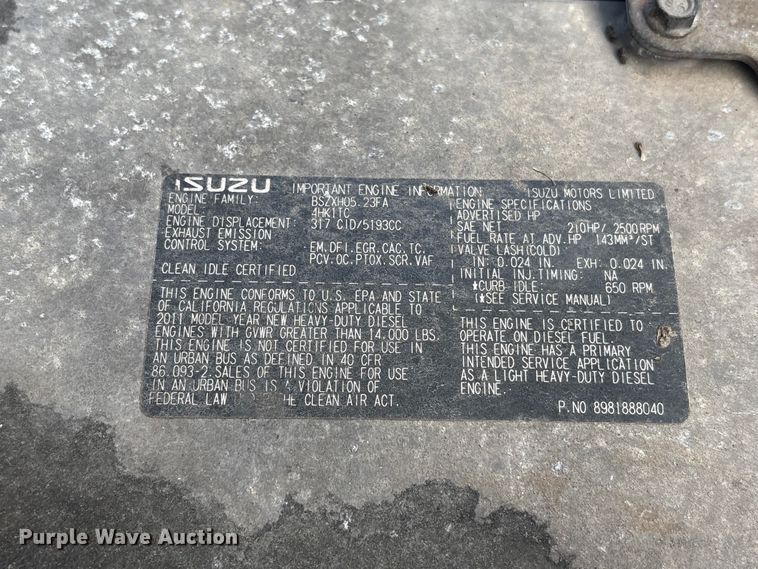 ISUZU IMPORTANT ENGINE INFORMATION ISUZU MOTORS LIMITED
ENGINE FAMILY: BSZXH05.23FA
MODEL: 4HK1TC
ENGINE DISPLACEMENT: 317 CID/5193CC
EXHAUST EMISSION
CONTROL SYSTEM: EM.DFI.EGR.CAC.TC.
PCV.OC.PTOX.SCR.VAF
CLEAN IDLE CERTIFIED
ENGINE SPECIFICATIONS
ADVERTISED HP
SAE NET 210HP/ 2500RPM
FUEL RATE AT ADV.HP 143MM³/ST
VALVE LASH(COLD)
IN: 0.024 IN. EXH: 0.024 IN.
INITIAL INJ.TIMING: NA
*CURB IDLE: 650 RPM
(*SEE SERVICE MANUAL)
THIS ENGINE CONFORMS TO U.S. EPA AND STATE
OF CALIFORNIA REGULATIONS APPLICABLE TO
2011 MODEL YEAR NEW HEAVY-DUTY DIESEL
ENGINES WITH GVWR GREATER THAN 14,000 LBS.
THIS ENGINE IS NOT CERTIFIED FOR USE IN
AN URBAN BUS AS DEFINED IN 40 CFR
86.093-2.SALES OF THIS ENGINE FOR USE
IN AN URBAN BUS IS A VIOLATION OF
FEDERAL LAW THE CLEAN AIR ACT.
THIS ENGINE IS CERTIFIED TO
OPERATE ON DIESEL FUEL.
THIS ENGINE HAS A PRIMARY
INTENDED SERVICE APPLICATION
AS A LIGHT HEAVY-DUTY DIESEL
ENGINE.
P.NO 8981888040
Purple Wave Auction